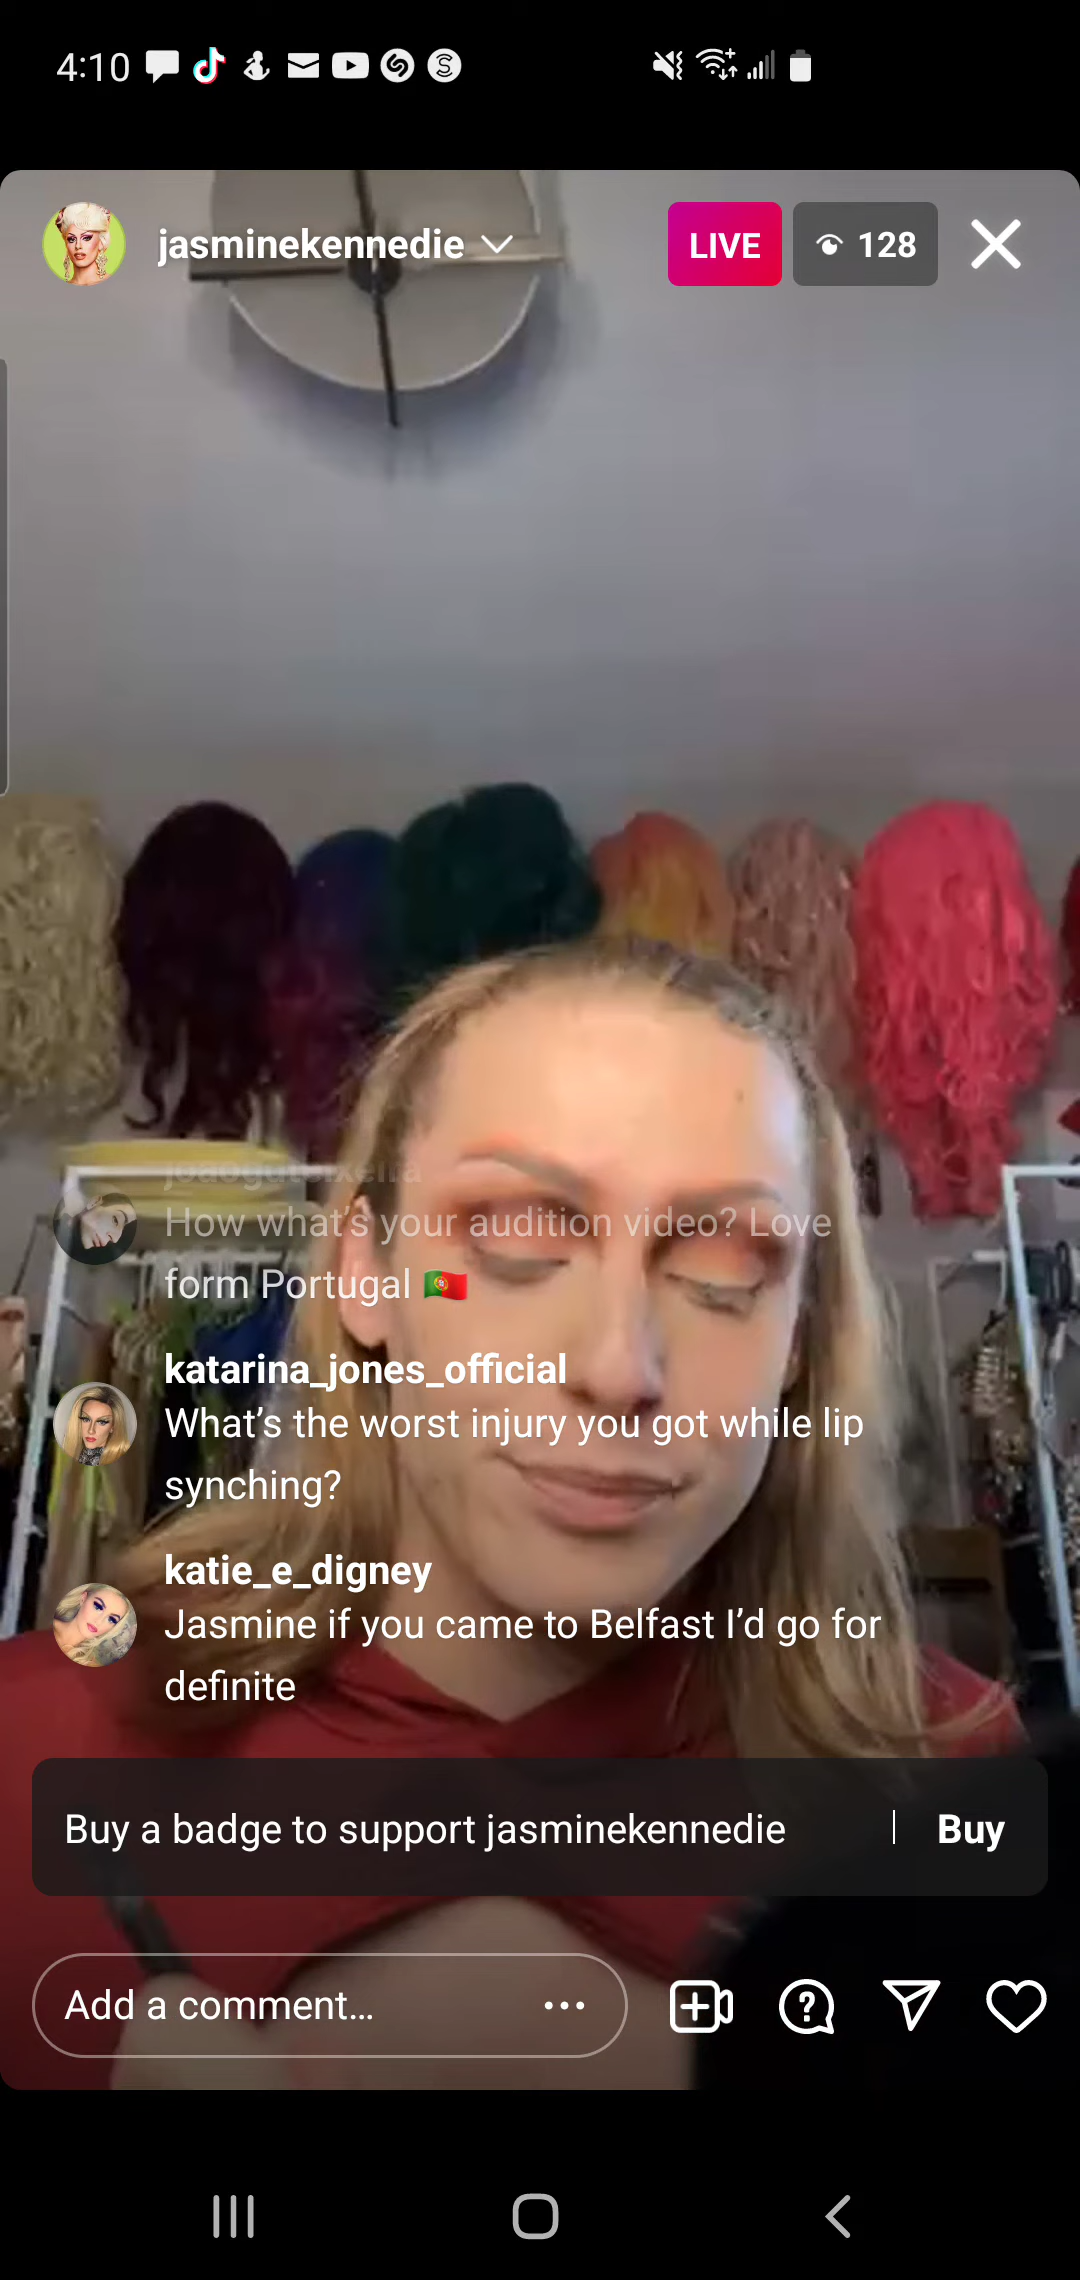 4:10
jasminekennedie
LIVE
128
joaoguteixeira
How what's your audition video? Love
form Portugal 🇵🇹
katarina_jones_official
What's the worst injury you got while lip
synching?
katie_e_digney
Jasmine if you came to Belfast I'd go for
definite
Buy a badge to support jasminekennedie | Buy
Add a comment...